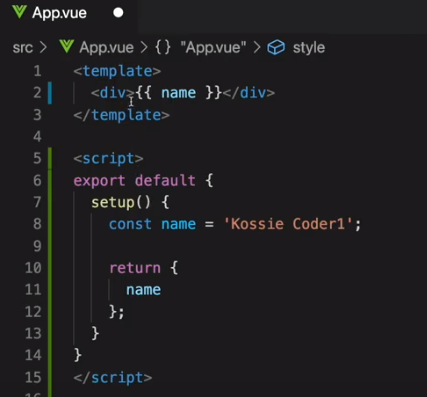 App.vue
src > App.vue > {} "App.vue" > style
1 <template>
2 <div>{{ name }}</div>
3 </template>
4
5 <script>
6 export default {
7 setup() {
8 const name = 'Kossie Coder1';
9
10 return {
11 name
12 };
13 }
14 }
15 </script>